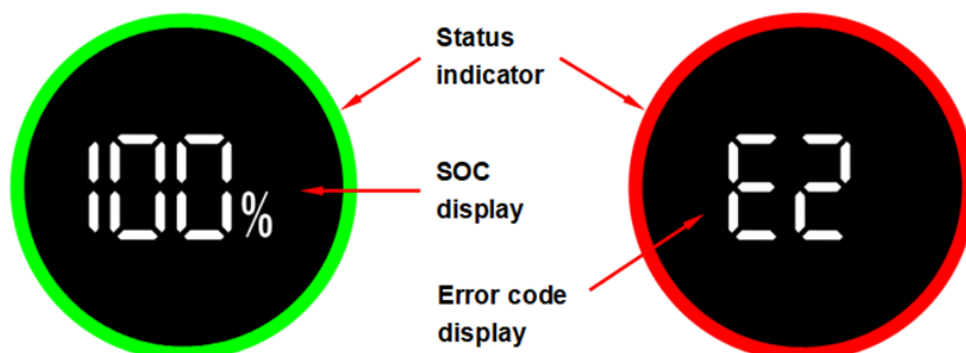 Status
indicator
100%
SOC
display
E2
Error code
display